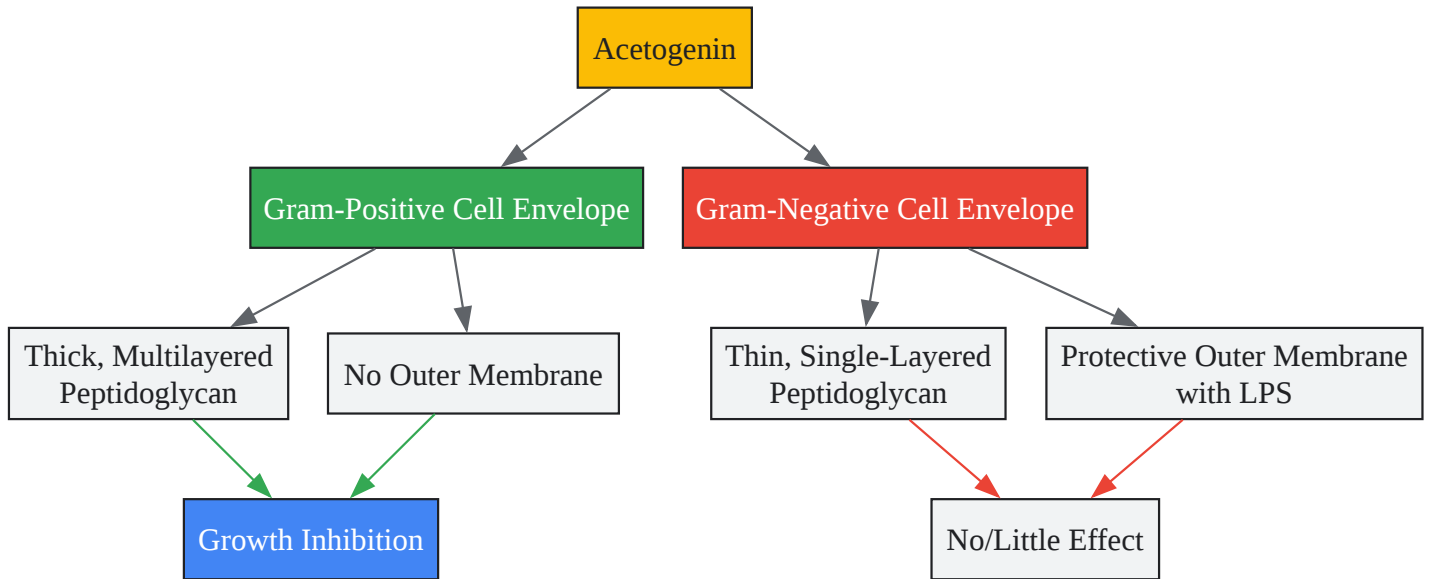 Acetogenin
Gram-Positive Cell Envelope
Gram-Negative Cell Envelope
Thick, Multilayered
Peptidoglycan
No Outer Membrane
Thin, Single-Layered
Peptidoglycan
Protective Outer Membrane
with LPS
Growth Inhibition
No/Little Effect